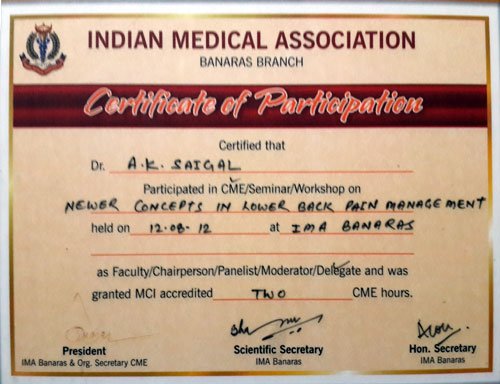 INDIAN MEDICAL ASSOCIATION
BANARAS BRANCH
Certificate of Participation
Certified that
Dr. A.K. SAIGAL
Participated in CME/Seminar/Workshop on
NEWER CONCEPTS IN LOWER BACK PAIN MANAGEMENT
held on 12-08-12 at IMA BANARAS
as Faculty/Chairperson/Panelist/Moderator/Delegate and was
granted MCI accredited TWO CME hours.
President Scientific Secretary Hon. Secretary
IMA Banaras & Org. Secretary CME IMA Banaras IMA Banaras